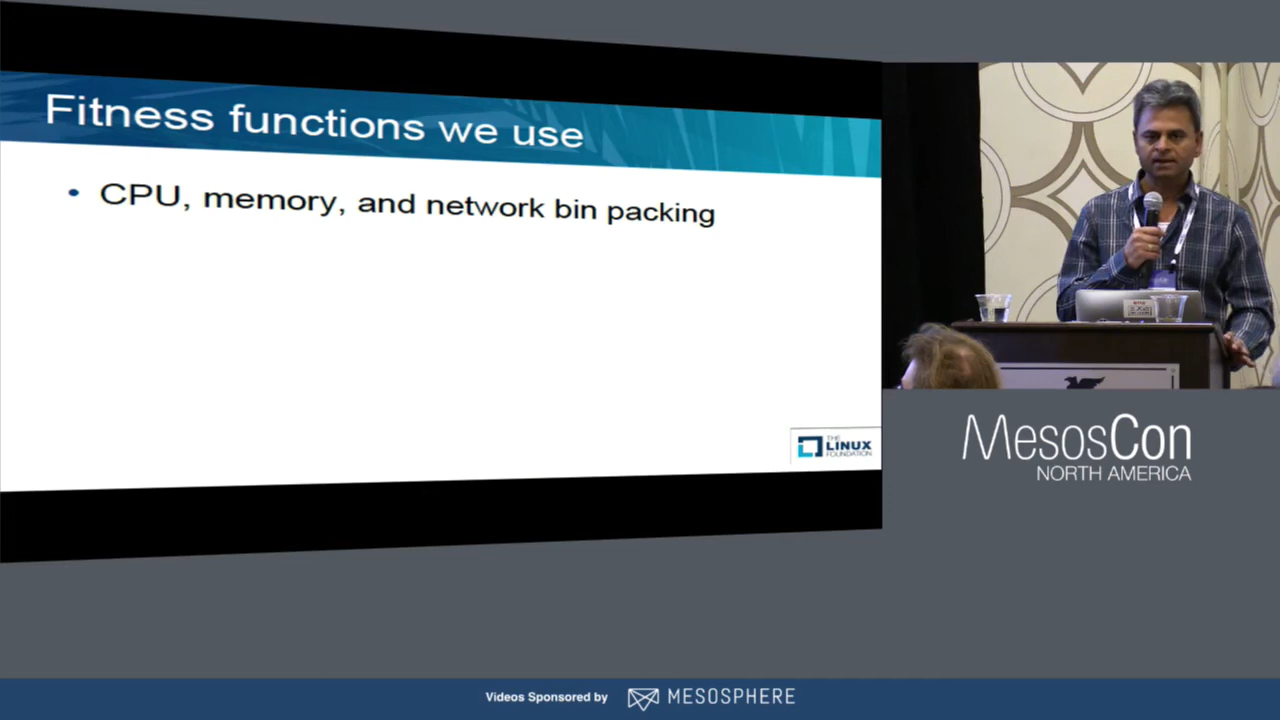 Fitness functions we use
• CPU, memory, and network bin packing
THE
LINUX
FOUNDATION
MesosCon
NORTH AMERICA
Videos Sponsored by MESOSPHERE